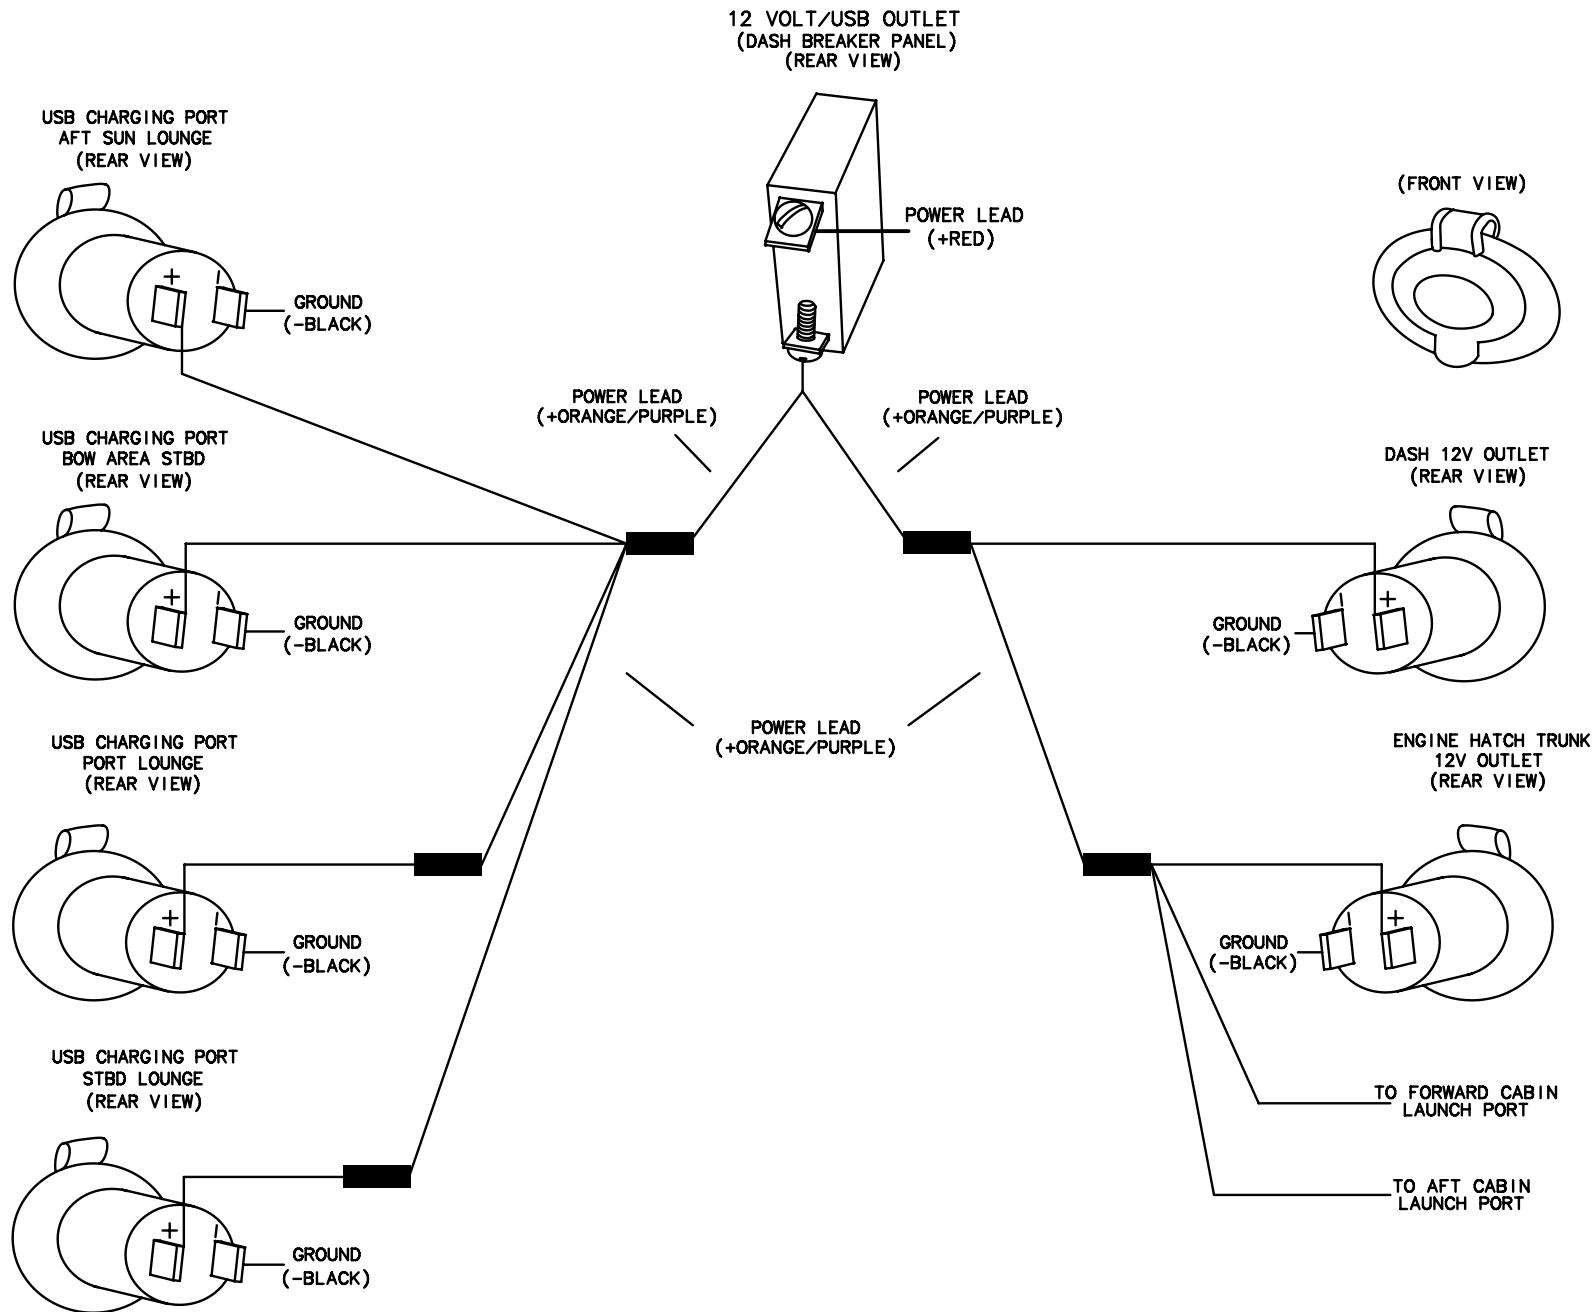 12 VOLT/USB OUTLET
(DASH BREAKER PANEL)
(REAR VIEW)
USB CHARGING PORT
AFT SUN LOUNGE
(REAR VIEW)
+
-
GROUND
(-BLACK)
POWER LEAD
(+RED)
(FRONT VIEW)
POWER LEAD
(+ORANGE/PURPLE)
POWER LEAD
(+ORANGE/PURPLE)
USB CHARGING PORT
BOW AREA STBD
(REAR VIEW)
+
-
GROUND
(-BLACK)
DASH 12V OUTLET
(REAR VIEW)
-
+
GROUND
(-BLACK)
POWER LEAD
(+ORANGE/PURPLE)
USB CHARGING PORT
PORT LOUNGE
(REAR VIEW)
+
-
GROUND
(-BLACK)
ENGINE HATCH TRUNK
12V OUTLET
(REAR VIEW)
-
+
GROUND
(-BLACK)
USB CHARGING PORT
STBD LOUNGE
(REAR VIEW)
+
-
GROUND
(-BLACK)
TO FORWARD CABIN
LAUNCH PORT
TO AFT CABIN
LAUNCH PORT